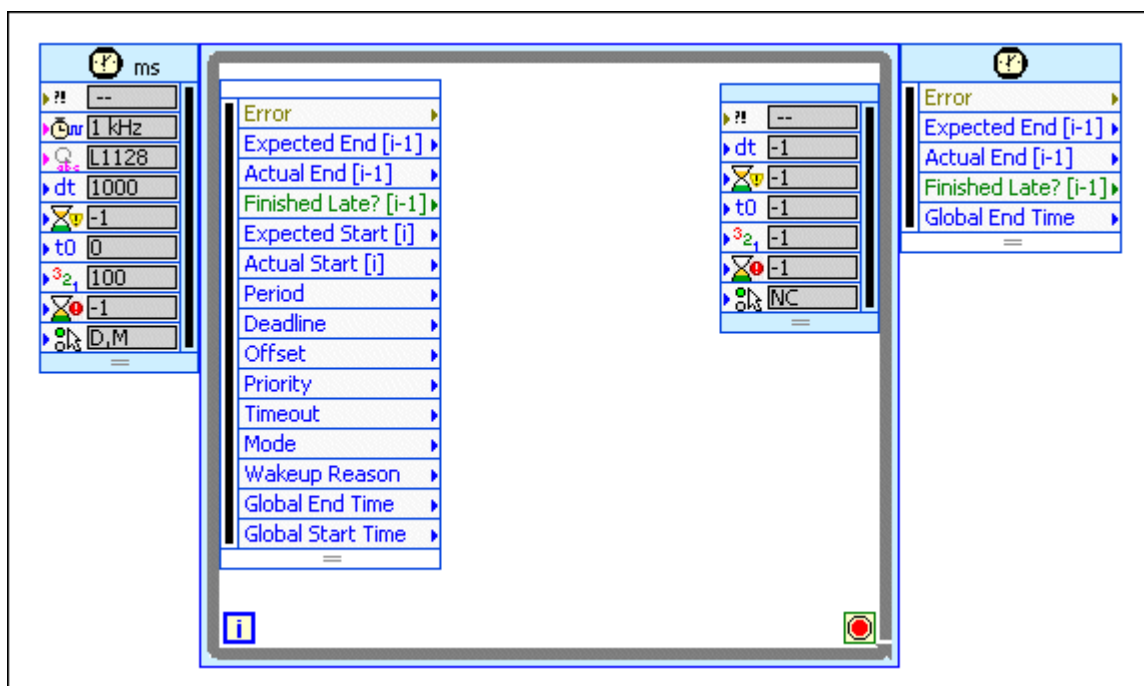 ms
?! --
1 kHz
abc L1128
dt 1000
-1
t0 0
321 100
-1
D,M
Error
Expected End [i-1]
Actual End [i-1]
Finished Late? [i-1]
Expected Start [i]
Actual Start [i]
Period
Deadline
Offset
Priority
Timeout
Mode
Wakeup Reason
Global End Time
Global Start Time
i
?! --
dt -1
-1
t0 -1
321 -1
-1
NC
Error
Expected End [i-1]
Actual End [i-1]
Finished Late? [i-1]
Global End Time